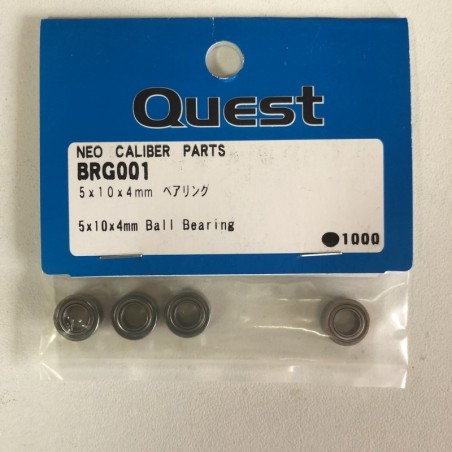 Quest
NEO CALIBER PARTS
BRG001
5x10x4mm ベアリング
5x10x4mm Ball Bearing
●1000